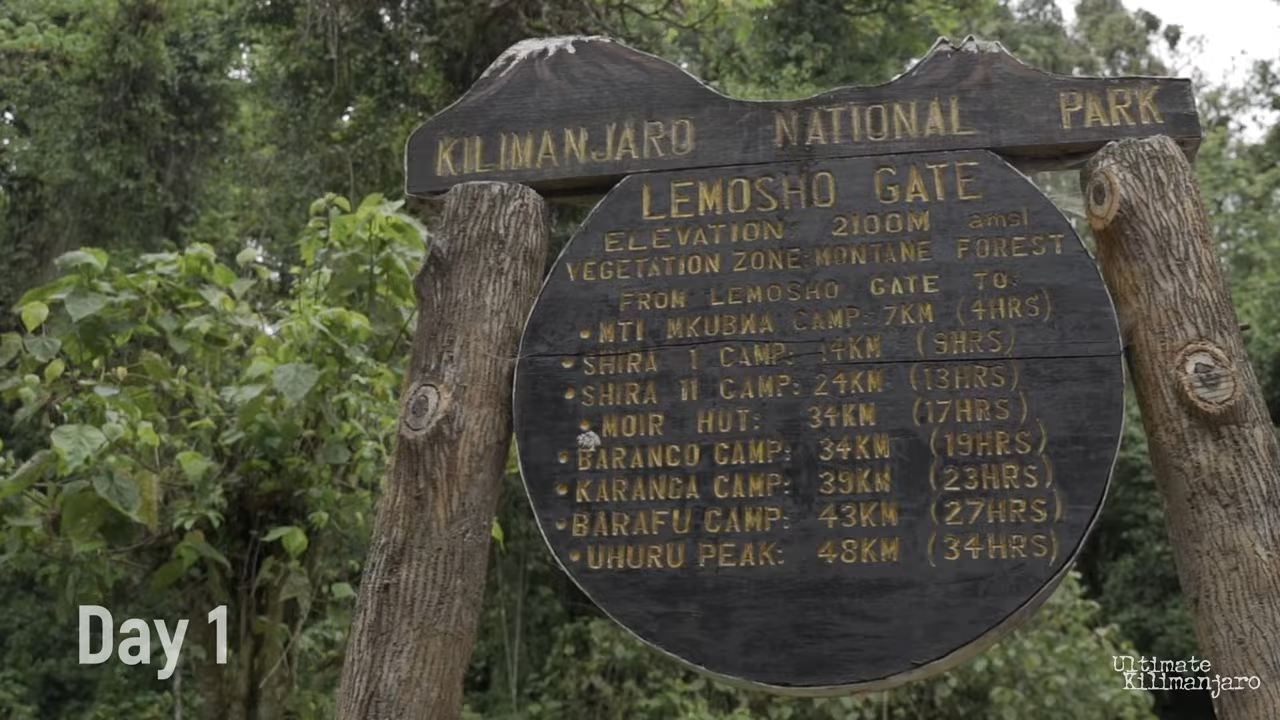 KILIMANJARO NATIONAL PARK
LEMOSHO GATE
ELEVATION: 2100M amsl
VEGETATION ZONE:MONTANE FOREST
FROM LEMOSHO GATE TO:
•MTI MKUBWA CAMP: 7KM (4HRS)
•SHIRA I CAMP: 14KM (9HRS)
•SHIRA II CAMP: 24KM (13HRS)
•MOIR HUT: 34KM (17HRS)
•BARANCO CAMP: 34KM (19HRS)
•KARANGA CAMP: 39KM (23HRS)
•BARAFU CAMP: 43KM (27HRS)
•UHURU PEAK: 48KM (34HRS)
Day 1
Ultimate
Kilimanjaro